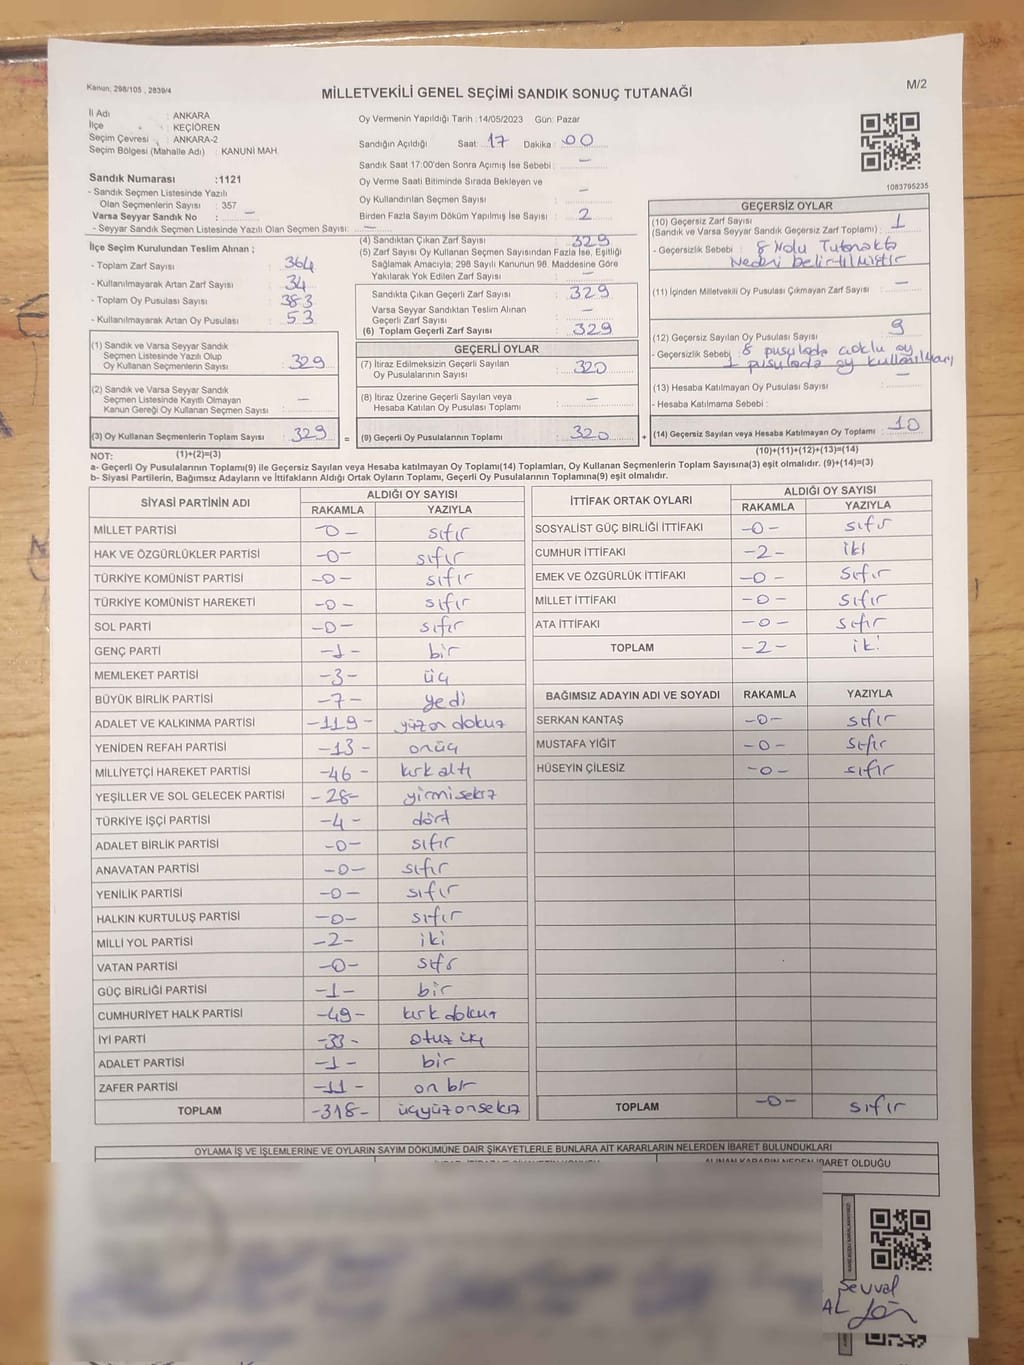 Kanun, 298/105 , 2839/4
MİLLETVEKİLİ GENEL SEÇİMİ SANDIK SONUÇ TUTANAĞI
M/2
İl Adı : ANKARA
İlçe : KEÇİÖREN
Seçim Çevresi : ANKARA-2
Seçim Bölgesi (Mahalle Adı) : KANUNİ MAH.
Sandık Numarası :1121
- Sandık Seçmen Listesinde Yazılı
Olan Seçmenlerin Sayısı : 357
Varsa Seyyar Sandık No : —
- Seyyar Sandık Seçmen Listesinde Yazılı Olan Seçmen Sayısı: —
Oy Vermenin Yapıldığı Tarih :14/05/2023 Gün: Pazar
Sandığın Açıldığı Saat: 17 Dakika: 00
Sandık Saat 17:00'den Sonra Açımış İse Sebebi : —
Oy Verme Saati Bitiminde Sırada Bekleyen ve
Oy Kullandırılan Seçmen Sayısı : —
Birden Fazla Sayım Döküm Yapılmış İse Sayısı : 2
1083795235
İlçe Seçim Kurulundan Teslim Alınan ;
- Toplam Zarf Sayısı : 364
- Kullanılmayarak Artan Zarf Sayısı : 34
- Toplam Oy Pusulası Sayısı : 383
- Kullanılmayarak Artan Oy Pusulası : 53
(4) Sandıktan Çıkan Zarf Sayısı 329
(5) Zarf Sayısı Oy Kullanan Seçmen Sayısından Fazla İse, Eşitliği
Sağlamak Amacıyla; 298 Sayılı Kanunun 98. Maddesine Göre
Yakılarak Yok Edilen Zarf Sayısı : —
Sandıkta Çıkan Geçerli Zarf Sayısı : 329
Varsa Seyyar Sandıktan Teslim Alınan
Geçerli Zarf Sayısı : —
(6) Toplam Geçerli Zarf Sayısı : 329
GEÇERSİZ OYLAR
(10) Geçersiz Zarf Sayısı
(Sandık ve Varsa Seyyar Sandık Geçersiz Zarf Toplamı) : 1
- Geçersizlik Sebebi : 8 Nolu Tutanakta
Nedeni belirtilmiştir
(11) İçinden Milletvekili Oy Pusulası Çıkmayan Zarf Sayısı : —
(12) Geçersiz Sayılan Oy Pusulası Sayısı : 9
- Geçersizlik Sebebi : 8 pusulada çoklu oy
1 pusulada oy kullanılmamış
(13) Hesaba Katılmayan Oy Pusulası Sayısı : —
- Hesaba Katılmama Sebebi :
(14) Geçersiz Sayılan veya Hesaba Katılmayan Oy Toplamı : 10
(10)+(11)+(12)+(13)=(14)
(1) Sandık ve Varsa Seyyar Sandık
Seçmen Listesinde Yazılı Olup
Oy Kullanan Seçmenlerin Sayısı : 329
(2) Sandık ve Varsa Seyyar Sandık
Seçmen Listesinde Kayıtlı Olmayan
Kanun Gereği Oy Kullanan Seçmen Sayısı : —
(3) Oy Kullanan Seçmenlerin Toplam Sayısı : 329 =
(1)+(2)=(3)
GEÇERLİ OYLAR
(7) İtiraz Edilmeksizin Geçerli Sayılan
Oy Pusulalarının Sayısı : 320
(8) İtiraz Üzerine Geçerli Sayılan veya
Hesaba Katılan Oy Pusulası Toplamı : —
(9) Geçerli Oy Pusulalarının Toplamı : 320 +
NOT:
a- Geçerli Oy Pusulalarının Toplamı(9) ile Geçersiz Sayılan veya Hesaba katılmayan Oy Toplamı(14) Toplamları, Oy Kullanan Seçmenlerin Toplam Sayısına(3) eşit olmalıdır. (9)+(14)=(3)
b- Siyasi Partilerin, Bağımsız Adayların ve İttifakların Aldığı Ortak Oyların Toplamı, Geçerli Oy Pusulalarının Toplamına(9) eşit olmalıdır.
SİYASİ PARTİNİN ADI ALDIĞI OY SAYISI
RAKAMLA YAZIYLA
MİLLET PARTİSİ -0- sıfır
HAK VE ÖZGÜRLÜKLER PARTİSİ -0- sıfır
TÜRKİYE KOMÜNİST PARTİSİ -0- sıfır
TÜRKİYE KOMÜNİST HAREKETİ -0- sıfır
SOL PARTİ -0- sıfır
GENÇ PARTİ -1- bir
MEMLEKET PARTİSİ -3- üç
BÜYÜK BİRLİK PARTİSİ -7- yedi
ADALET VE KALKINMA PARTİSİ -119- yüzon dokuz
YENİDEN REFAH PARTİSİ -13- onüç
MİLLİYETÇİ HAREKET PARTİSİ -46- kırkaltı
YEŞİLLER VE SOL GELECEK PARTİSİ -28- yirmisekiz
TÜRKİYE İŞÇİ PARTİSİ -4- dört
ADALET BİRLİK PARTİSİ -0- sıfır
ANAVATAN PARTİSİ -0- sıfır
YENİLİK PARTİSİ -0- sıfır
HALKIN KURTULUŞ PARTİSİ -0- sıfır
MİLLİ YOL PARTİSİ -2- iki
VATAN PARTİSİ -0- sıfr
GÜÇ BİRLİĞİ PARTİSİ -1- bir
CUMHURİYET HALK PARTİSİ -49- kırk dokuz
İYİ PARTİ -33- otuz üç
ADALET PARTİSİ -1- bir
ZAFER PARTİSİ -11- on bir
TOPLAM -318- üçyüzonsekiz
İTTİFAK ORTAK OYLARI ALDIĞI OY SAYISI
RAKAMLA YAZIYLA
SOSYALİST GÜÇ BİRLİĞİ İTTİFAKI -0- sıfır
CUMHUR İTTİFAKI -2- iki
EMEK VE ÖZGÜRLÜK İTTİFAKI -0- sıfır
MİLLET İTTİFAKI -0- sıfır
ATA İTTİFAKI -0- sıfır
TOPLAM -2- iki
BAĞIMSIZ ADAYIN ADI VE SOYADI RAKAMLA YAZIYLA
SERKAN KANTAŞ -0- sıfır
MUSTAFA YİĞİT -0- sıfır
HÜSEYİN ÇİLESİZ -0- sıfır
TOPLAM -0- sıfır
OYLAMA İŞ VE İŞLEMLERİNE VE OYLARIN SAYIM DÖKÜMÜNE DAİR ŞİKAYETLERLE BUNLARA AİT KARARLARIN NELERDEN İBARET BULUNDUKLARI
ALINAN KARARIN NEDEN İBARET OLDUĞU
Şevval
AL